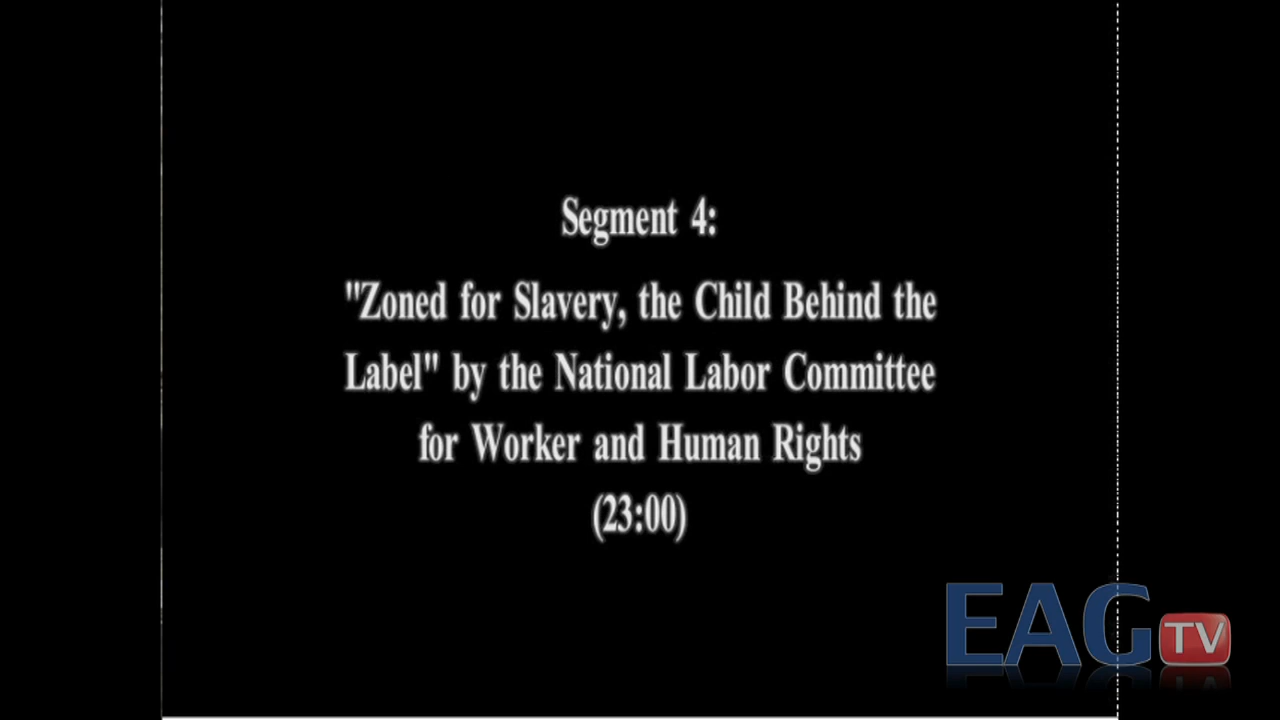 Segment 4:
"Zoned for Slavery, the Child Behind the
Label" by the National Labor Committee
for Worker and Human Rights
(23:00)
EAG TV